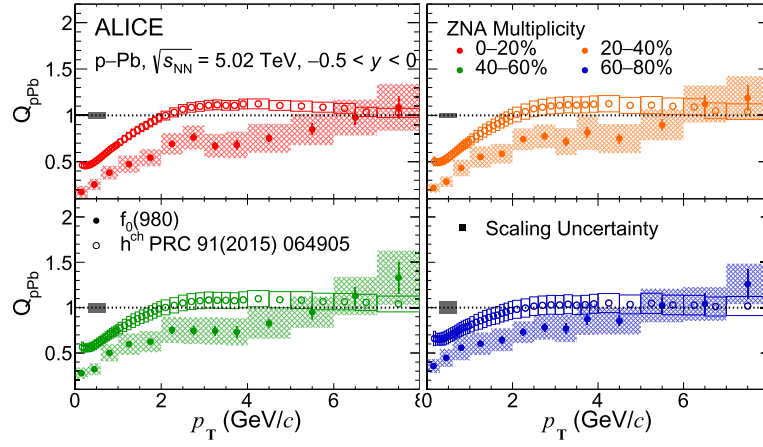 ALICE
p–Pb, √sNN = 5.02 TeV, –0.5 < y < 0
ZNA Multiplicity
0–20% 20–40%
40–60% 60–80%
QpPb
2
1.5
1
0.5
f0(980)
hch PRC 91(2015) 064905
Scaling Uncertainty
QpPb
2
1.5
1
0.5
0 2 4 6 8 0 2 4 6
pT (GeV/c) pT (GeV/c)